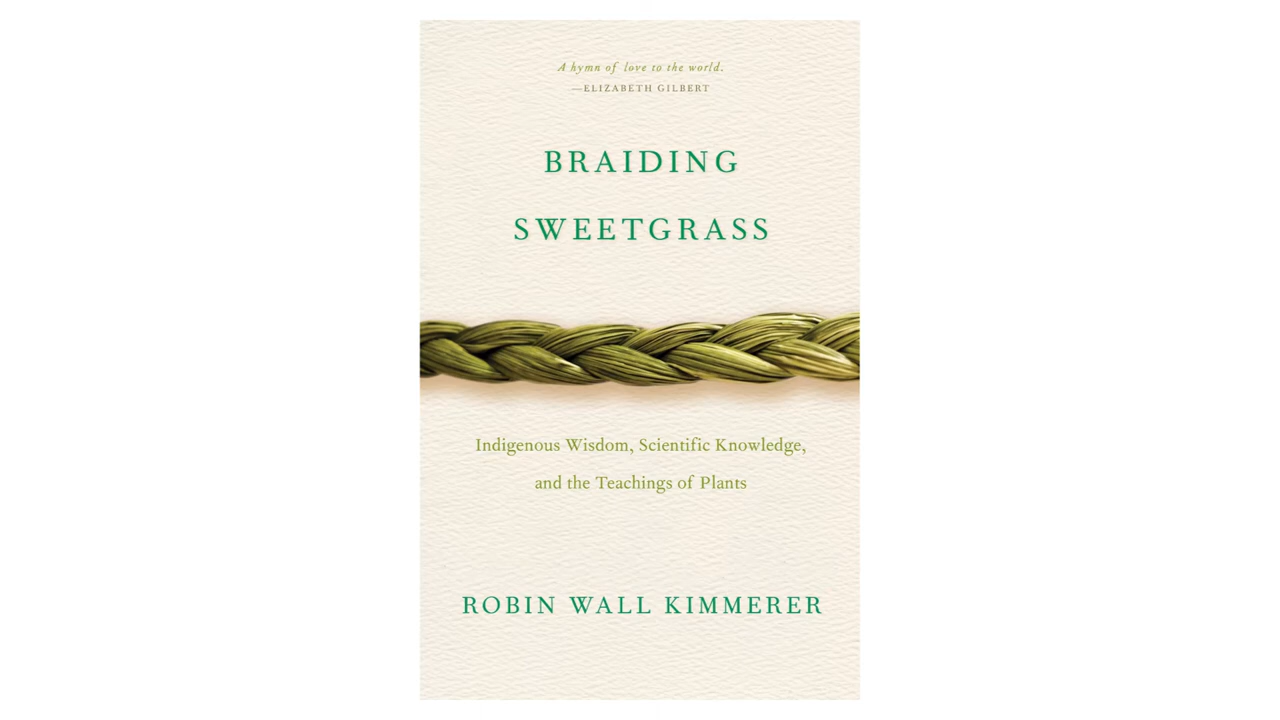 A hymn of love to the world.
—ELIZABETH GILBERT
BRAIDING
SWEETGRASS
Indigenous Wisdom, Scientific Knowledge,
and the Teachings of Plants
ROBIN WALL KIMMERER